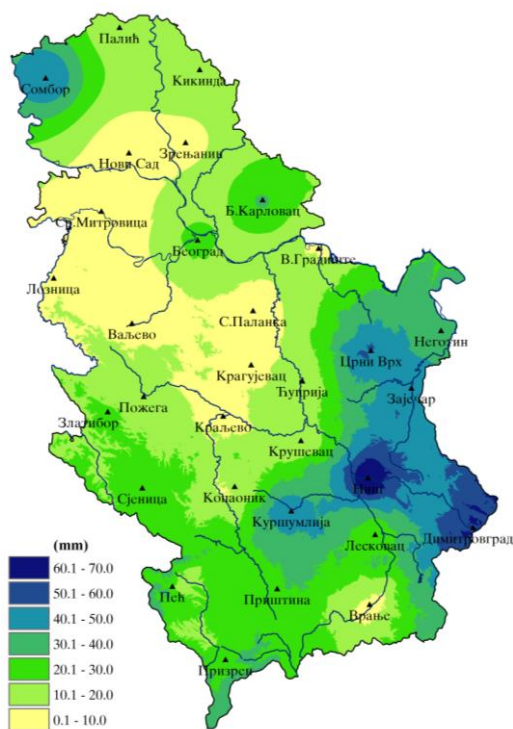 Палић
Кикинда
Сомбор
Зрењанин
Нови Сад
Б.Карловац
Ср.Митровица
Београд
В.Градиште
Лозница
С.Паланка
Ваљево
Неготин
Црни Врх
Крагујевац
Ћуприја
Зајечар
Пожега
Златибор
Краљево
Крушевац
Ниш
Сјеница
Копаоник
Куршумлија
Димитровград
Лесковац
(mm)
60.1 - 70.0
50.1 - 60.0
Пећ
Приштина
40.1 - 50.0
Врање
30.1 - 40.0
20.1 - 30.0
Призрен
10.1 - 20.0
0.1 - 10.0